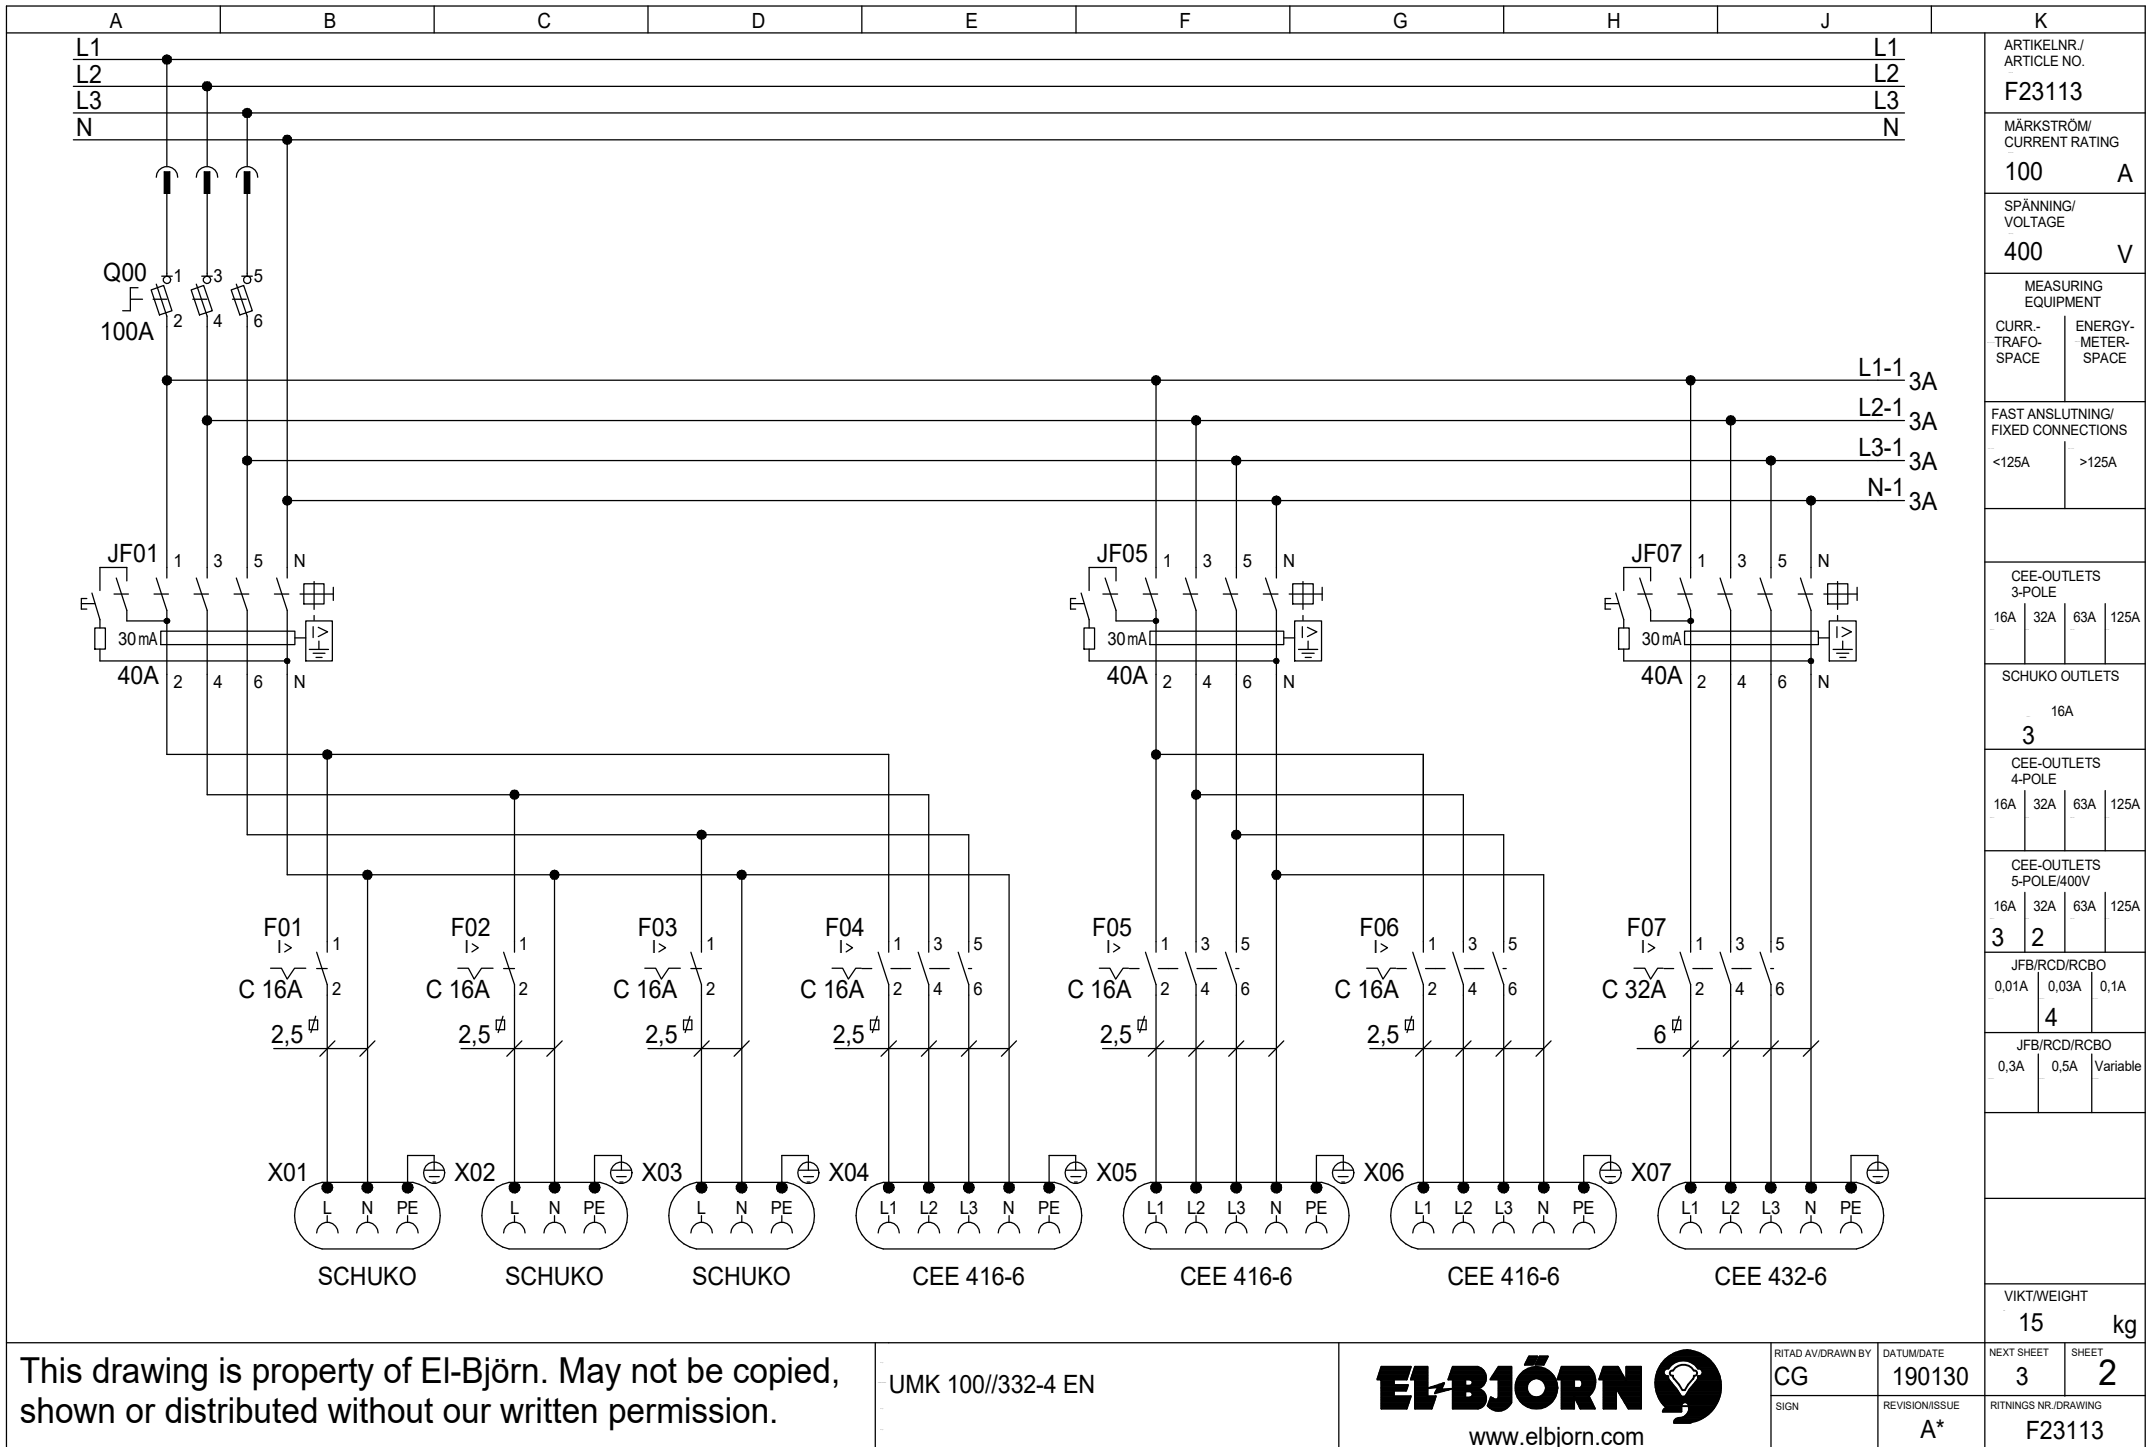 A B C D E F G H J K
L1 L1
L2 L2
L3 L3
N N
Q00 1 3 5
100A 2 4 6
L1-1 3A
L2-1 3A
L3-1 3A
N-1 3A
JF01 1 3 5 N
30 mA I>
40A 2 4 6 N
JF05 1 3 5 N
30 mA I>
40A 2 4 6 N
JF07 1 3 5 N
30 mA I>
40A 2 4 6 N
F01
I> 1
C 16A 2
2,5
F02
I> 1
C 16A 2
2,5
F03
I> 1
C 16A 2
2,5
F04
I> 1 3 5
C 16A 2 4 6
2,5
F05
I> 1 3 5
C 16A 2 4 6
2,5
F06
I> 1 3 5
C 16A 2 4 6
2,5
F07
I> 1 3 5
C 32A 2 4 6
6
X01
L N PE
SCHUKO
X02
L N PE
SCHUKO
X03
L N PE
SCHUKO
X04
L1 L2 L3 N PE
CEE 416-6
X05
L1 L2 L3 N PE
CEE 416-6
X06
L1 L2 L3 N PE
CEE 416-6
X07
L1 L2 L3 N PE
CEE 432-6
ARTIKELNR./
ARTICLE NO.
F23113
MÄRKSTRÖM/
CURRENT RATING
100 A
SPÄNNING/
VOLTAGE
400 V
MEASURING
EQUIPMENT
CURR.-
TRAFO-
SPACE
ENERGY-
METER-
SPACE
FAST ANSLUTNING/
FIXED CONNECTIONS
<125A >125A
CEE-OUTLETS
3-POLE
16A 32A 63A 125A
SCHUKO OUTLETS
16A
3
CEE-OUTLETS
4-POLE
16A 32A 63A 125A
CEE-OUTLETS
5-POLE/400V
16A 32A 63A 125A
3 2
JFB/RCD/RCBO
0,01A 0,03A 0,1A
4
JFB/RCD/RCBO
0,3A 0,5A Variable
VIKT/WEIGHT
15 kg
This drawing is property of El-Björn. May not be copied,
shown or distributed without our written permission.
UMK 100//332-4 EN
EL-BJÖRN
www.elbjorn.com
RITAD AV/DRAWN BY
CG
DATUM/DATE
190130
NEXT SHEET
3
SHEET
2
SIGN
REVISION/ISSUE
A*
RITNINGS NR./DRAWING
F23113